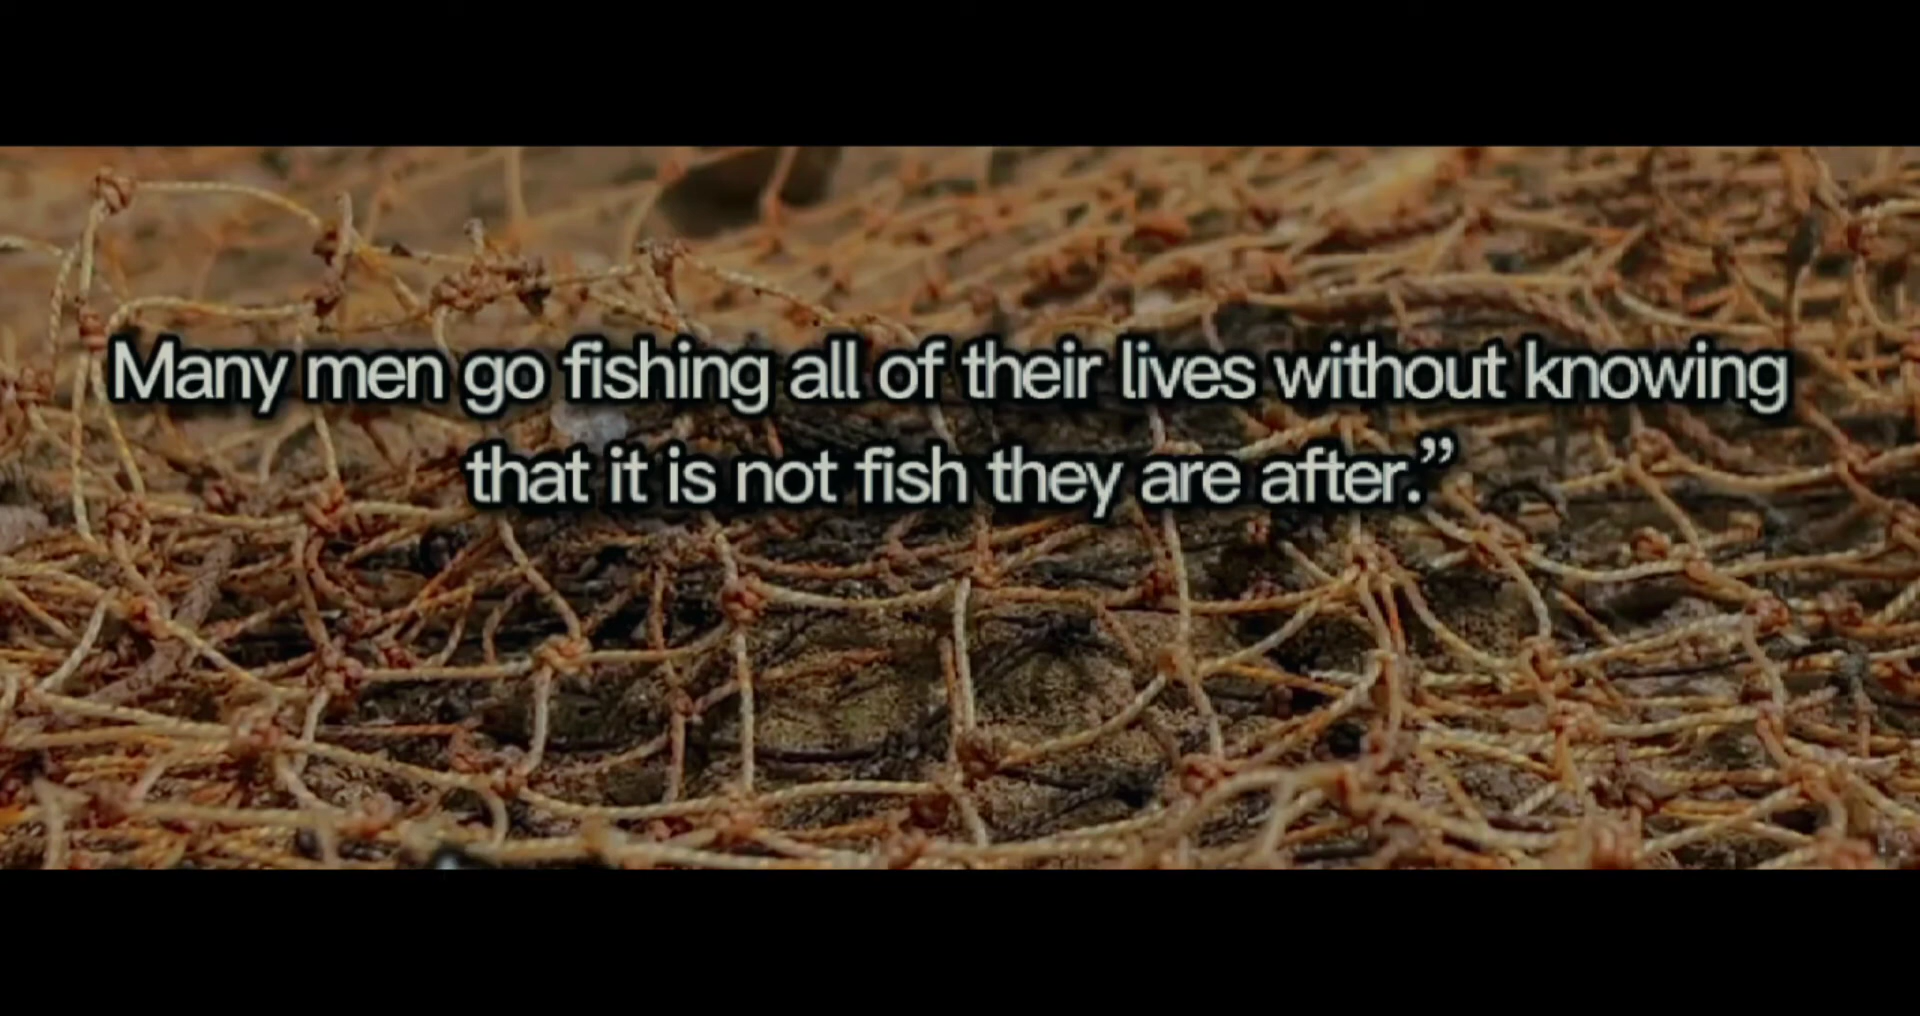 Many men go fishing all of their lives without knowing
that it is not fish they are after.”